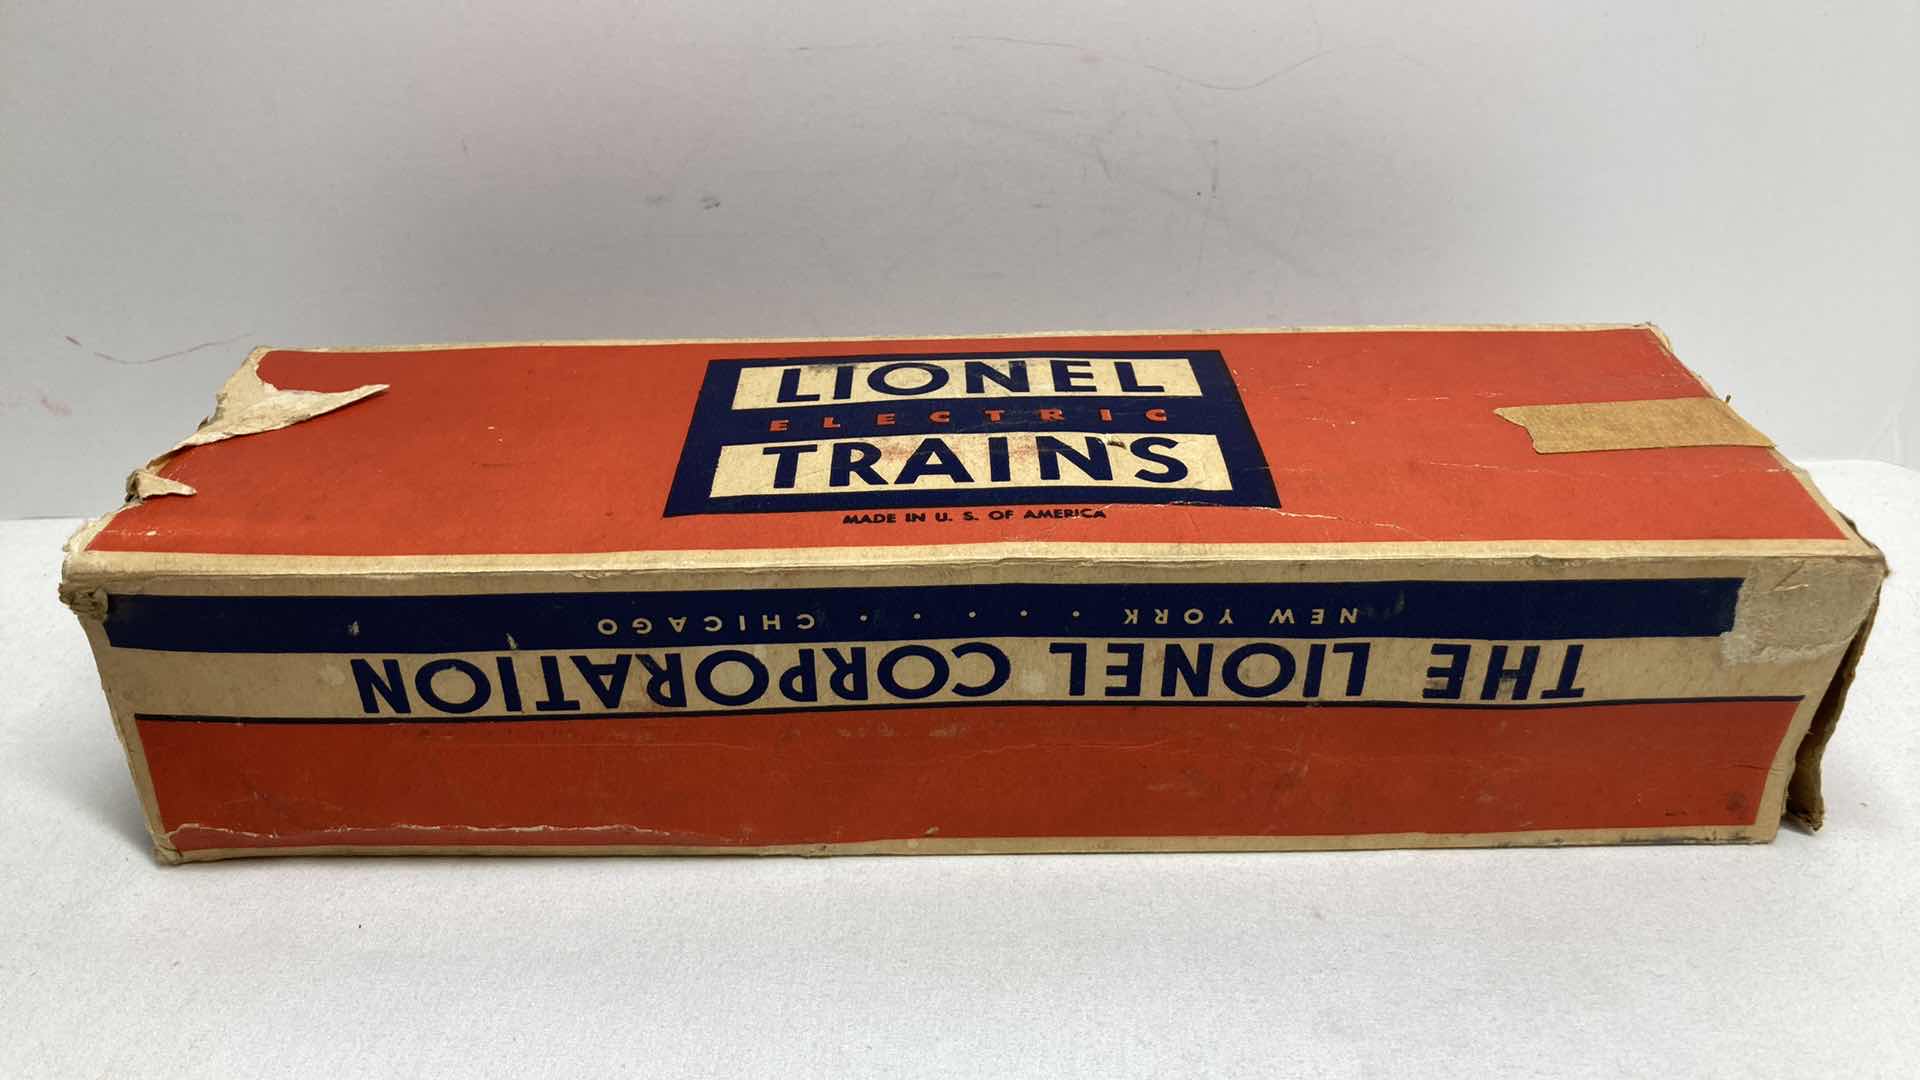 LIONEL
ELECTRIC
TRAINS
MADE IN U. S. OF AMERICA
THE LIONEL CORPORATION
NEW YORK · · · · · CHICAGO